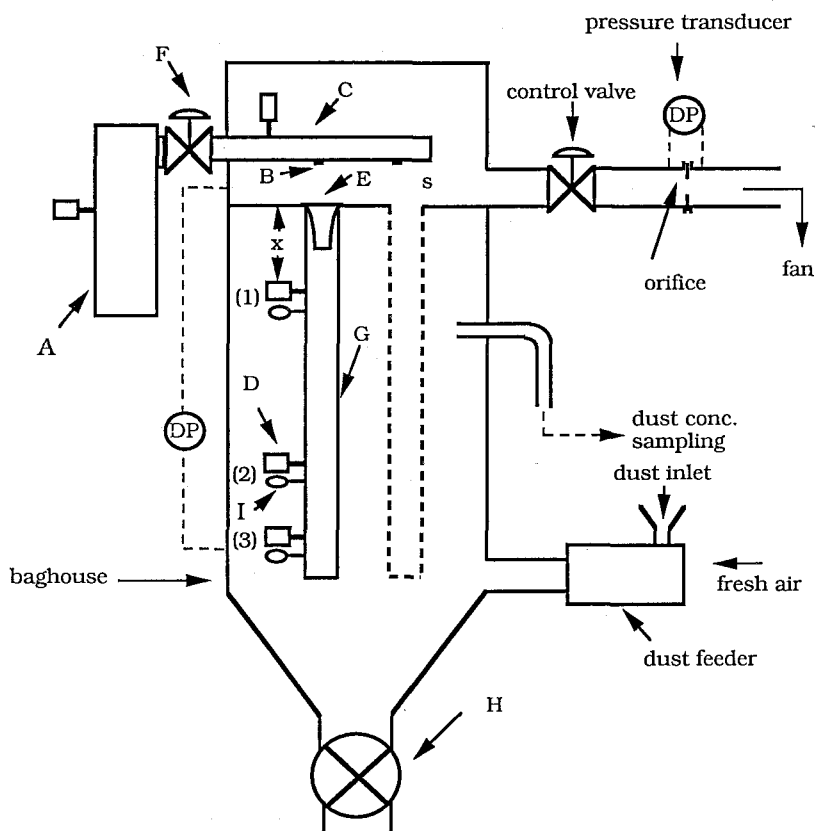 pressure transducer
F
control valve
C
DP
B
E
s
x
fan
(1)
orifice
A
G
D
DP
dust conc.
sampling
(2)
dust inlet
I
(3)
baghouse
fresh air
dust feeder
H